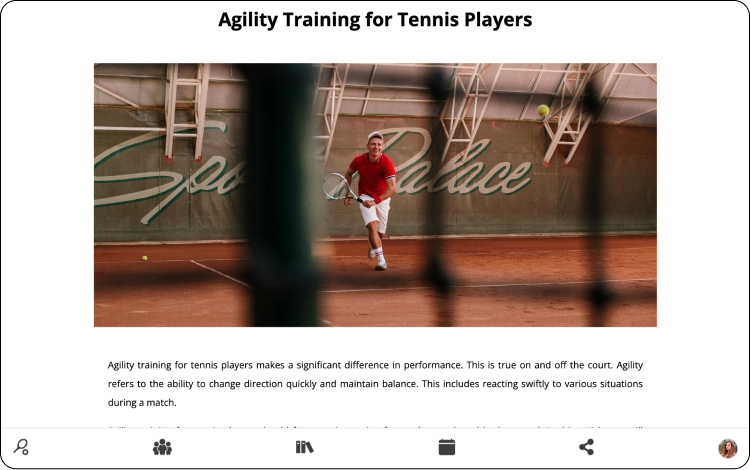 Agility Training for Tennis Players
Palace
Agility training for tennis players makes a significant difference in performance. This is true on and off the court. Agility
refers to the ability to change direction quickly and maintain balance. This includes reacting swiftly to various situations
during a match.